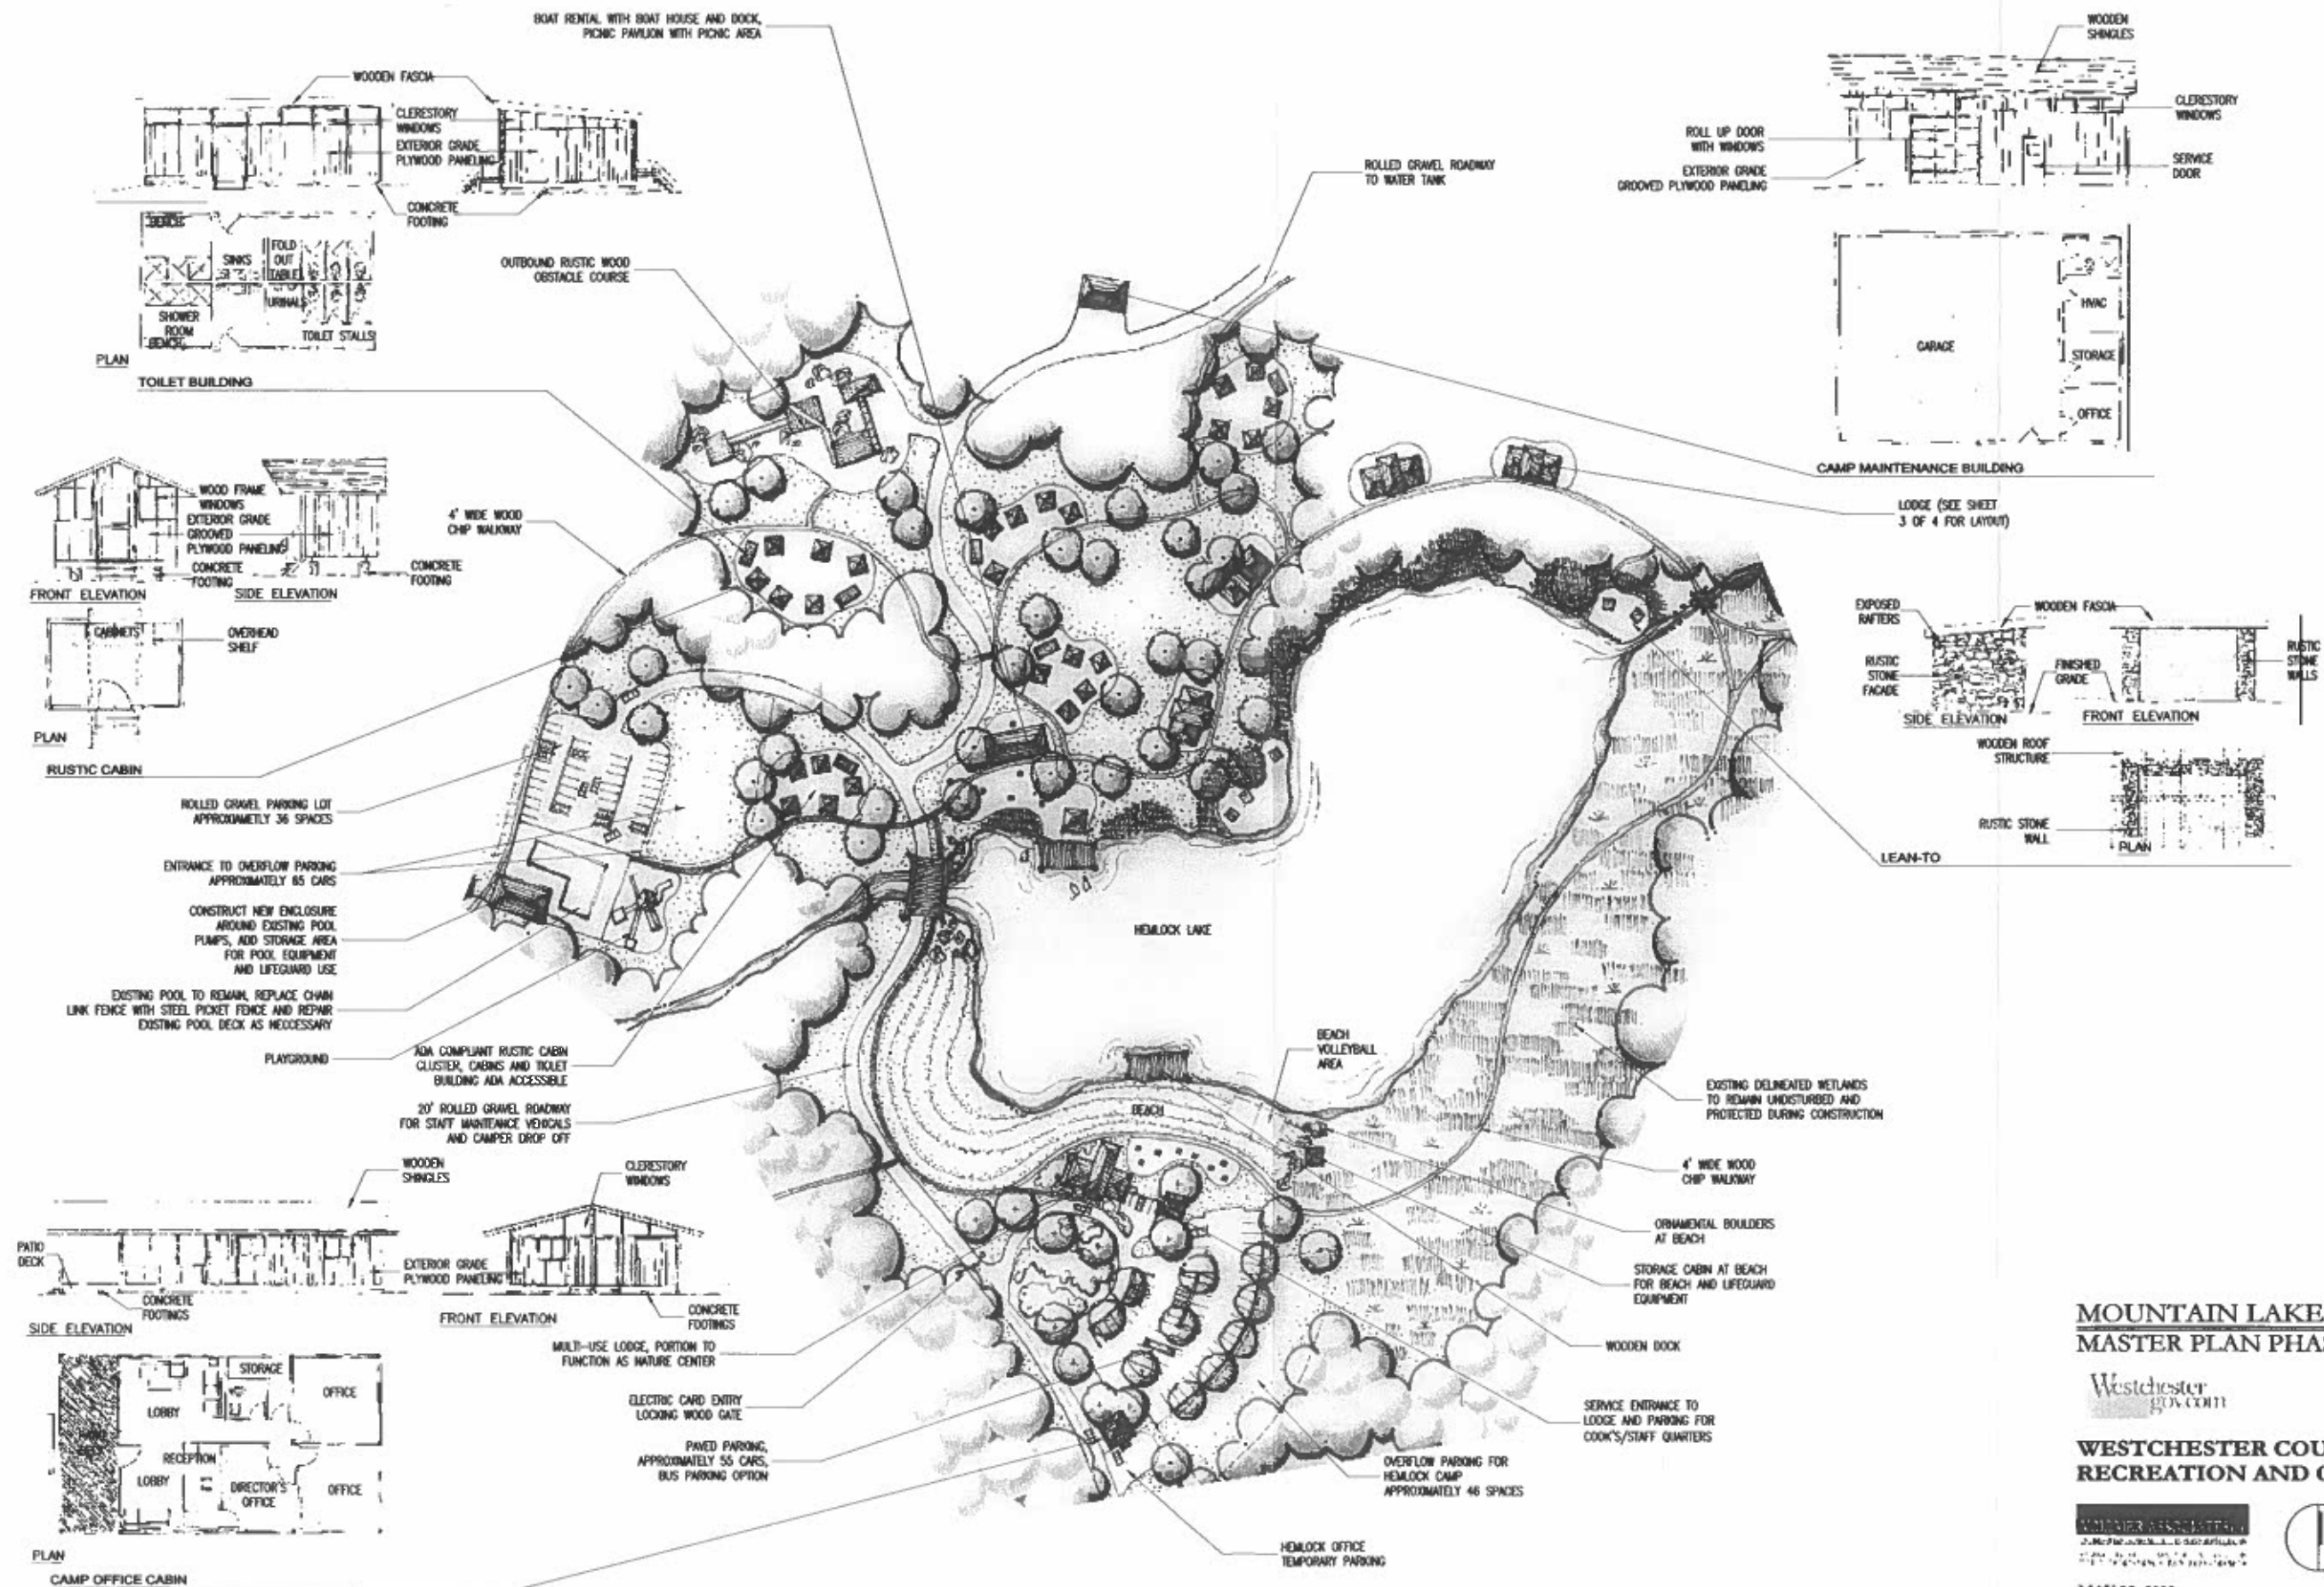 BOAT RENTAL WITH BOAT HOUSE AND DOCK,
PICNIC PAVILION WITH PICNIC AREA
WOODEN FASCIA
CLERESTORY
WINDOWS
EXTERIOR GRADE
PLYWOOD PANELING
CONCRETE
FOOTING
BENCH
SINKS
FOLD
OUT
TABLE
URINALS
SHOWER
ROOM
BENCH
TOILET STALLS
PLAN
TOILET BUILDING
OUTBOUND RUSTIC WOOD
OBSTACLE COURSE
ROLLED GRAVEL ROADWAY
TO WATER TANK
WOODEN
SHINGLES
CLERESTORY
WINDOWS
ROLL UP DOOR
WITH WINDOWS
EXTERIOR GRADE
GROOVED PLYWOOD PANELING
SERVICE
DOOR
GARAGE
HVAC
STORAGE
OFFICE
CAMP MAINTENANCE BUILDING
LODGE (SEE SHEET
3 OF 4 FOR LAYOUT)
WOOD FRAME
WINDOWS
EXTERIOR GRADE
GROOVED
PLYWOOD PANELING
CONCRETE
FOOTING
CONCRETE
FOOTING
FRONT ELEVATION
SIDE ELEVATION
CABINETS
OVERHEAD
SHELF
PLAN
RUSTIC CABIN
4' WIDE WOOD
CHIP WALKWAY
EXPOSED
RAFTERS
WOODEN FASCIA
RUSTIC
STONE
FACADE
FINISHED
GRADE
RUSTIC
STONE
WALLS
SIDE ELEVATION
FRONT ELEVATION
WOODEN ROOF
STRUCTURE
RUSTIC STONE
WALL
PLAN
LEAN-TO
ROLLED GRAVEL PARKING LOT
APPROXIAMETLY 36 SPACES
ENTRANCE TO OVERFLOW PARKING
APPROXIMATELY 65 CARS
CONSTRUCT NEW ENCLOSURE
AROUND EXISTING POOL
PUMPS, ADD STORAGE AREA
FOR POOL EQUIPMENT
AND LIFEGUARD USE
EXISTING POOL TO REMAIN, REPLACE CHAIN
LINK FENCE WITH STEEL PICKET FENCE AND REPAIR
EXISTING POOL DECK AS NECCESSARY
PLAYGROUND
ADA COMPLIANT RUSTIC CABIN
CLUSTER, CABINS AND TIOLET
BUILDING ADA ACCESSIBLE
20' ROLLED GRAVEL ROADWAY
FOR STAFF MAINTEANCE VEHICALS
AND CAMPER DROP OFF
HEMLOCK LAKE
BEACH
VOLLEYBALL
AREA
BEACH
EXISTING DELINEATED WETLANDS
TO REMAIN UNDISTURBED AND
PROTECTED DURING CONSTRUCTION
4' WIDE WOOD
CHIP WALKWAY
ORNAMENTAL BOULDERS
AT BEACH
STORAGE CABIN AT BEACH
FOR BEACH AND LIFEGUARD
EQUIPMENT
WOODEN DOCK
SERVICE ENTRANCE TO
LODGE AND PARKING FOR
COOK'S/STAFF QUARTERS
OVERFLOW PARKING FOR
HEMLOCK CAMP
APPROXIMATELY 46 SPACES
HEMLOCK OFFICE
TEMPORARY PARKING
WOODEN
SHINGLES
CLERESTORY
WINDOWS
PATIO
DECK
EXTERIOR GRADE
PLYWOOD PANELING
CONCRETE
FOOTINGS
CONCRETE
FOOTINGS
SIDE ELEVATION
FRONT ELEVATION
MULTI-USE LODGE, PORTION TO
FUNCTION AS NATURE CENTER
ELECTRIC CARD ENTRY
LOCKING WOOD GATE
PAVED PARKING,
APPROXIMATELY 55 CARS,
BUS PARKING OPTION
STORAGE
OFFICE
LOBBY
RECEPTION
LOBBY
DIRECTOR'S
OFFICE
OFFICE
PLAN
CAMP OFFICE CABIN
MOUNTAIN LAKE
MASTER PLAN PHA
Westchester
gov.com
WESTCHESTER COU
RECREATION AND